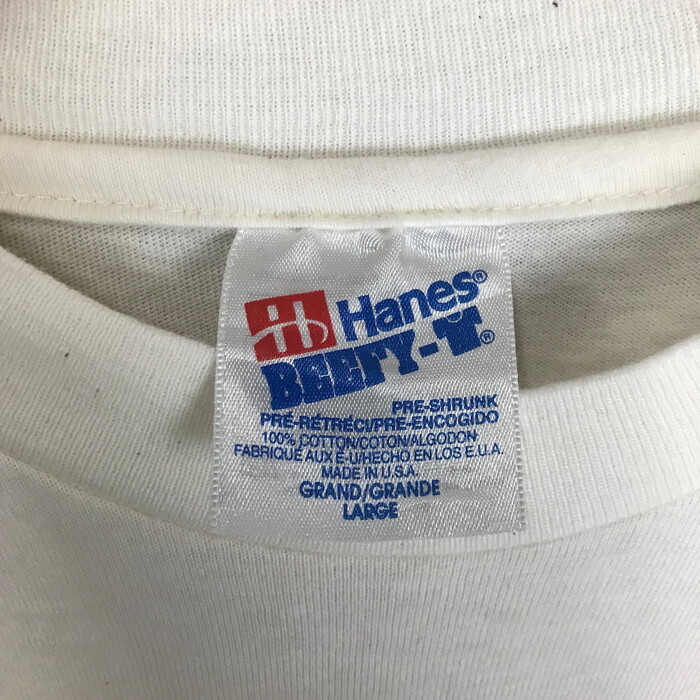 Hanes®
BEEFY-T®
PRE-SHRUNK
PRÉ-RÉTRÉCI/PRE-ENCOGIDO
100% COTTON/COTON/ALGODON
FABRIQUÉ AUX É-U/HECHO EN LOS E.U.A.
MADE IN U.S.A.
GRAND/GRANDE
LARGE